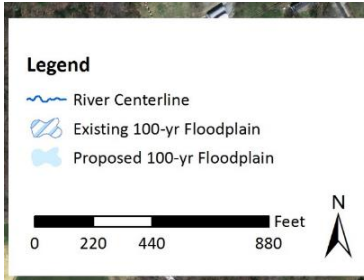 Legend
River Centerline
Existing 100-yr Floodplain
Proposed 100-yr Floodplain
N
Feet
0 220 440 880